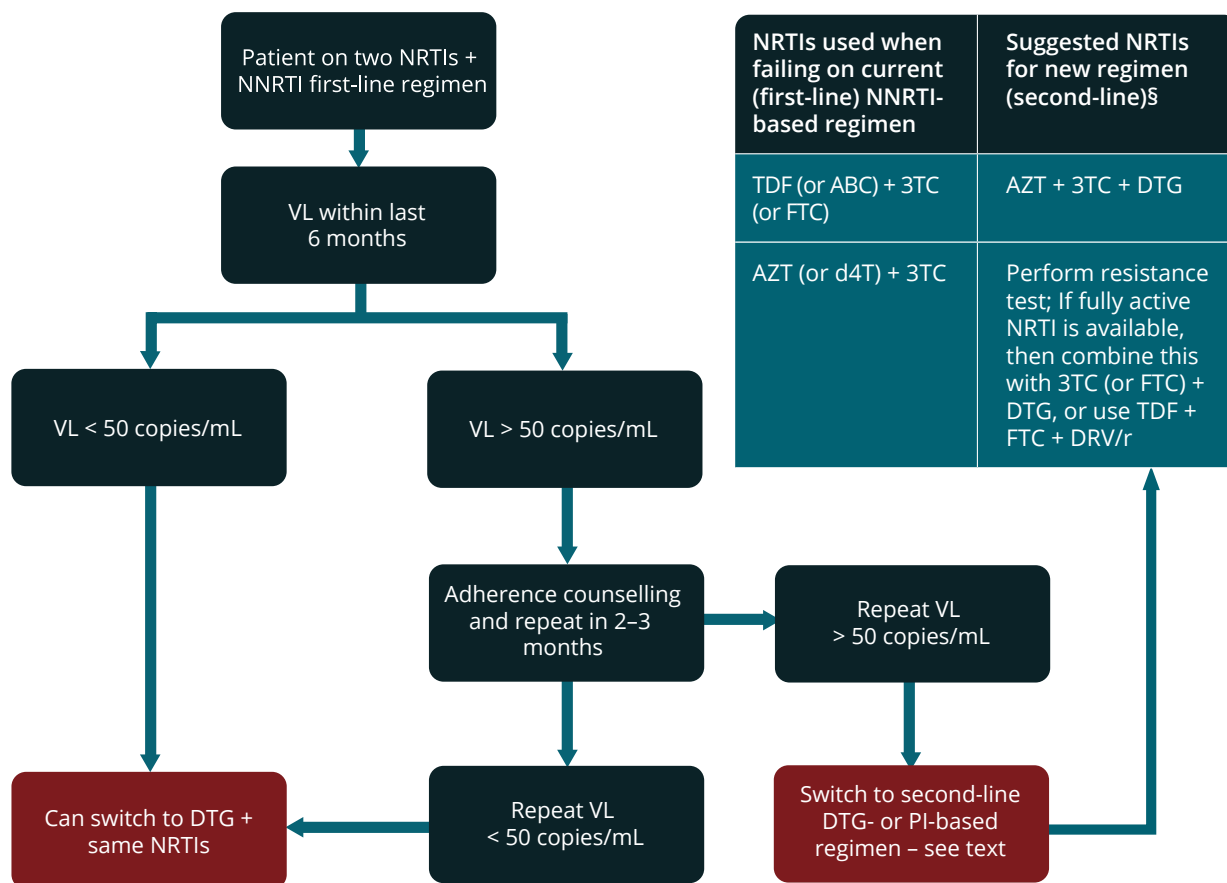 Patient on two NRTIs +
NNRTI first-line regimen
VL within last
6 months
VL < 50 copies/mL
VL > 50 copies/mL
Adherence counselling
and repeat in 2–3
months
Repeat VL
> 50 copies/mL
Can switch to DTG +
same NRTIs
Repeat VL
< 50 copies/mL
Switch to second-line
DTG- or PI-based
regimen – see text
NRTIs used when
failing on current
(first-line) NNRTI-
based regimen
Suggested NRTIs
for new regimen
(second-line)§
TDF (or ABC) + 3TC
(or FTC)
AZT + 3TC + DTG
AZT (or d4T) + 3TC
Perform resistance
test; If fully active
NRTI is available,
then combine this
with 3TC (or FTC) +
DTG, or use TDF +
FTC + DRV/r